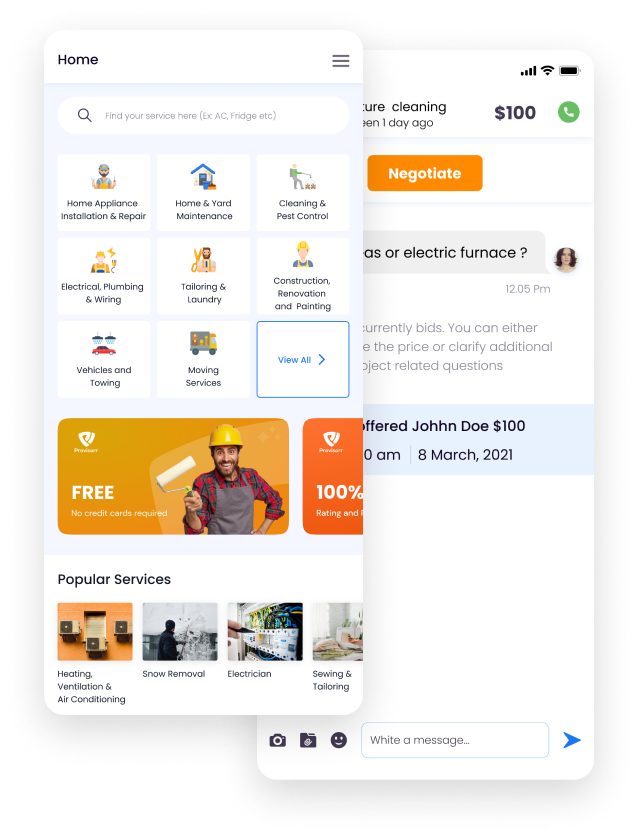 Home
Find your service here (Ex: AC, Fridge etc)
Home Appliance
Installation & Repair
Home & Yard
Maintenance
Cleaning &
Pest Control
Electrical, Plumbing
& Wiring
Tailoring &
Laundry
Construction,
Renovation
and Painting
Vehicles and
Towing
Moving
Services
View All
Provisorr
FREE
No credit cards required
Provisorr
100%
Rating and
Popular Services
Heating,
Ventilation &
Air Conditioning
Snow Removal
Electrician
Sewing &
Tailoring
ture cleaning
een 1 day ago
$100
Negotiate
as or electric furnace ?
12.05 Pm
currently bids. You can either
e the price or clarify additional
oject related questions
offered Johhn Doe $100
0 am
8 March, 2021
White a message...